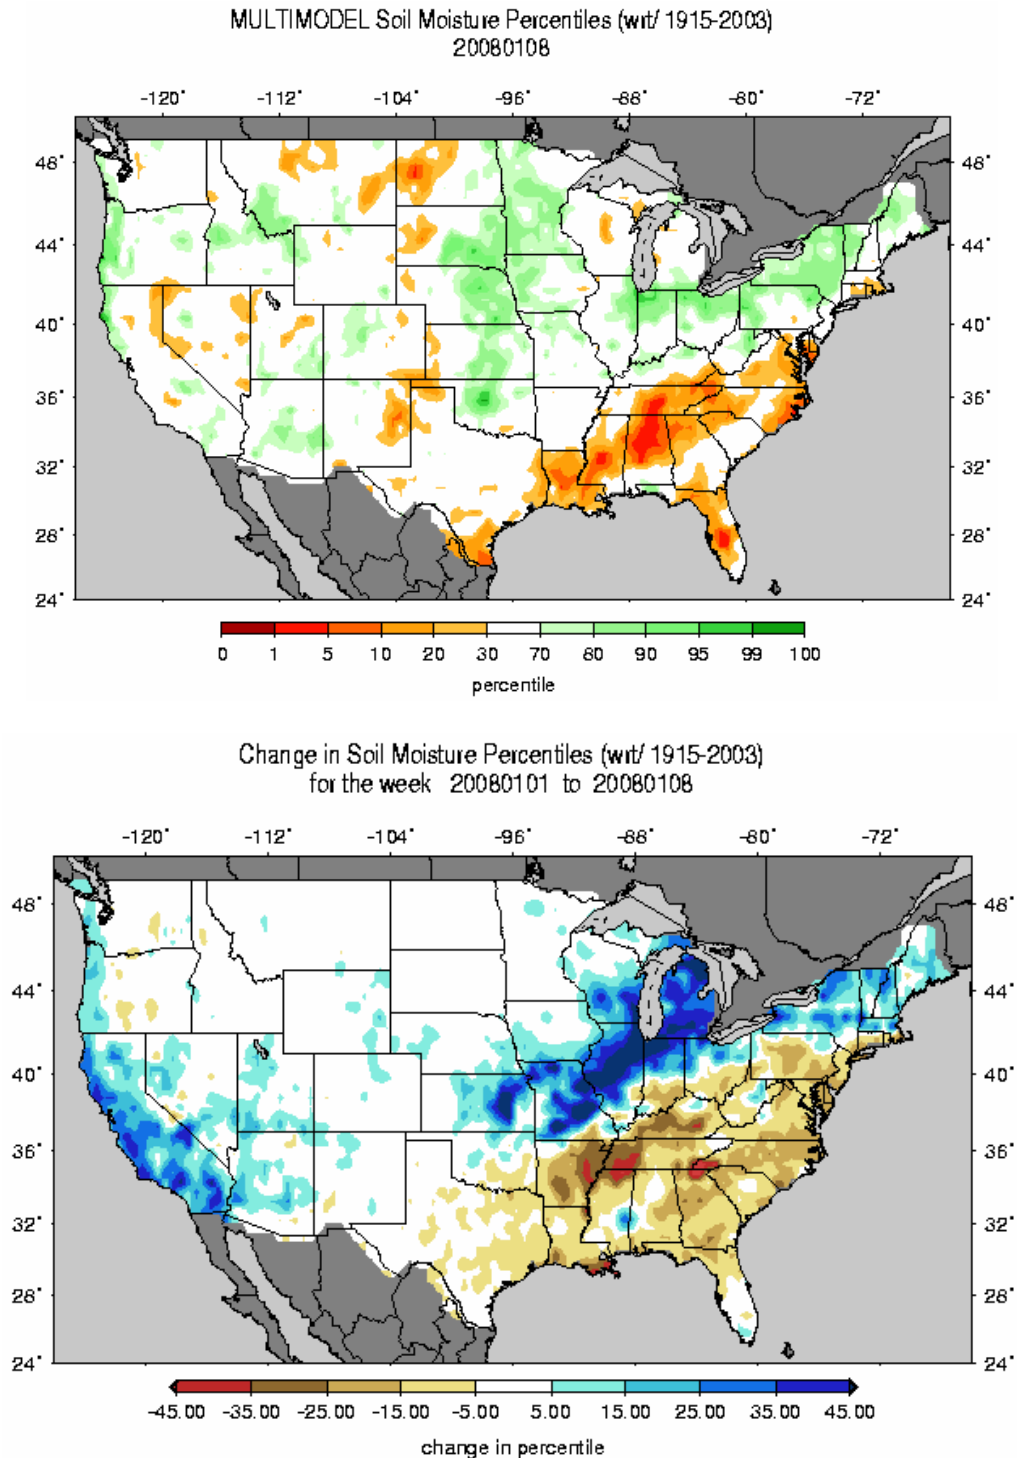 MULTIMODEL Soil Moisture Percentiles (wrt/ 1915-2003)
20080108
-120° -112° -104° -96° -88° -80° -72°
48° 48°
44° 44°
40° 40°
36° 36°
32° 32°
28° 28°
24° 24°
0 1 5 10 20 30 70 60 90 95 99 100
percentile
Change in Soil Moisture Percentiles (wrt/ 1915-2003)
for the week 20080101 to 20080108
-120° -112° -104° -96° -88° -80° -72°
48° 48°
44° 44°
40° 40°
36° 36°
32° 32°
28° 28°
24° 24°
-45.00 -35.00 -25.00 -15.00 -5.00 5.00 15.00 25.00 35.00 45.00
change in percentile